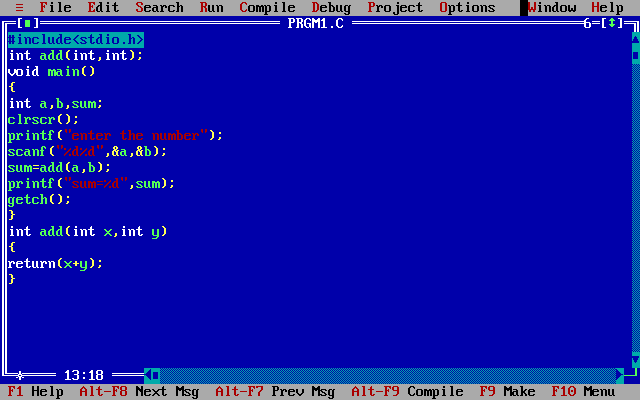 ≡ File Edit Search Run Compile Debug Project Options Window Help
[■] PRGM1.C 6=[↕]
#include<stdio.h>
int add(int,int);
void main()
{
int a,b,sum;
clrscr();
printf("enter the number");
scanf("%d%d",&a,&b);
sum=add(a,b);
printf("sum=%d",sum);
getch();
}
int add(int x,int y)
{
return(x+y);
}
13:18
F1 Help Alt-F8 Next Msg Alt-F7 Prev Msg Alt-F9 Compile F9 Make F10 Menu